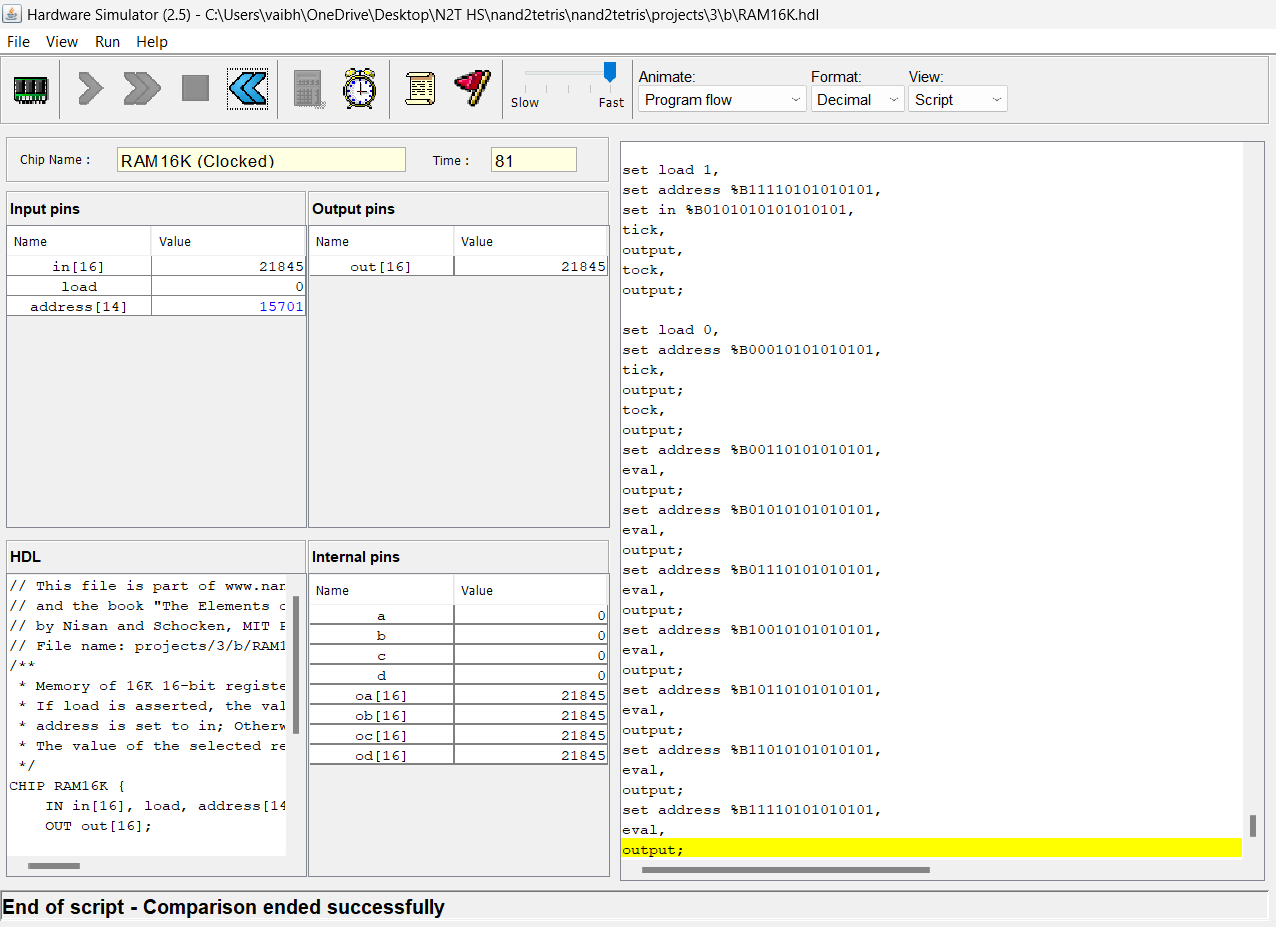 Hardware Simulator (2.5) - C:\Users\vaibh\OneDrive\Desktop\N2T HS\nand2tetris\nand2tetris\projects\3\b\RAM16K.hdl
File View Run Help
Slow Fast
Animate:
Program flow
Format:
Decimal
View:
Script
Chip Name : RAM16K (Clocked) Time : 81
Input pins
Name Value
in[16] 21845
load 0
address[14] 15701
Output pins
Name Value
out[16] 21845
HDL
// This file is part of www.nan
// and the book "The Elements o
// by Nisan and Schocken, MIT P
// File name: projects/3/b/RAM1
/**
* Memory of 16K 16-bit registe
* If load is asserted, the val
* address is set to in; Otherw
* The value of the selected re
*/
CHIP RAM16K {
IN in[16], load, address[14
OUT out[16];
Internal pins
Name Value
a 0
b 0
c 0
d 0
oa[16] 21845
ob[16] 21845
oc[16] 21845
od[16] 21845
set load 1,
set address %B11110101010101,
set in %B0101010101010101,
tick,
output,
tock,
output;
set load 0,
set address %B00010101010101,
tick,
output;
tock,
output;
set address %B00110101010101,
eval,
output;
set address %B01010101010101,
eval,
output;
set address %B01110101010101,
eval,
output;
set address %B10010101010101,
eval,
output;
set address %B10110101010101,
eval,
output;
set address %B11010101010101,
eval,
output;
set address %B11110101010101,
eval,
output;
End of script - Comparison ended successfully